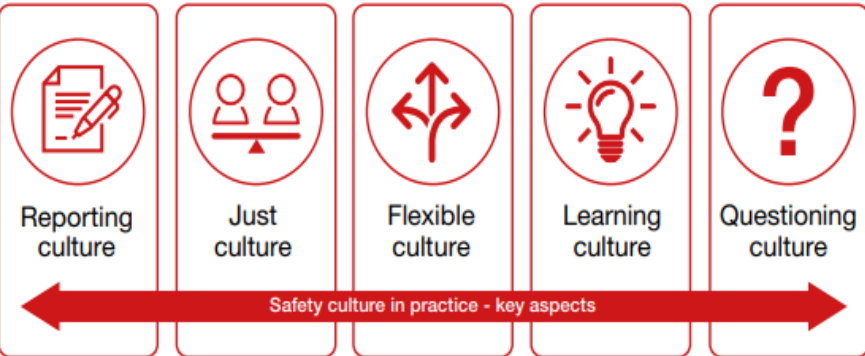 Reporting
culture
Just
culture
Flexible
culture
Learning
culture
Questioning
culture
Safety culture in practice - key aspects